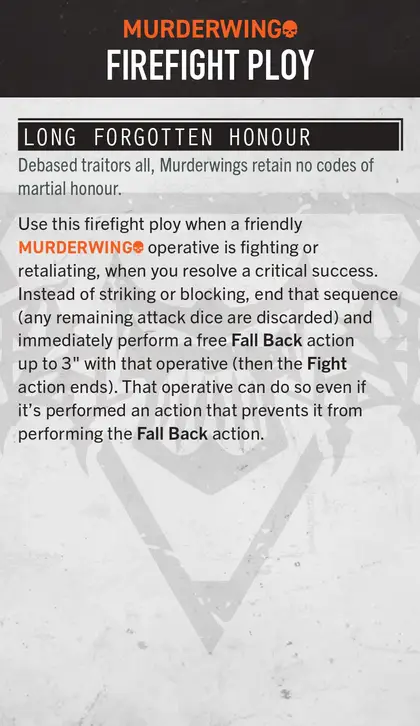 MURDERWING
FIREFIGHT PLOY
LONG FORGOTTEN HONOUR
Debased traitors all, Murderwings retain no codes of
martial honour.
Use this firefight ploy when a friendly
MURDERWING operative is fighting or
retaliating, when you resolve a critical success.
Instead of striking or blocking, end that sequence
(any remaining attack dice are discarded) and
immediately perform a free Fall Back action
up to 3" with that operative (then the Fight
action ends). That operative can do so even if
it’s performed an action that prevents it from
performing the Fall Back action.